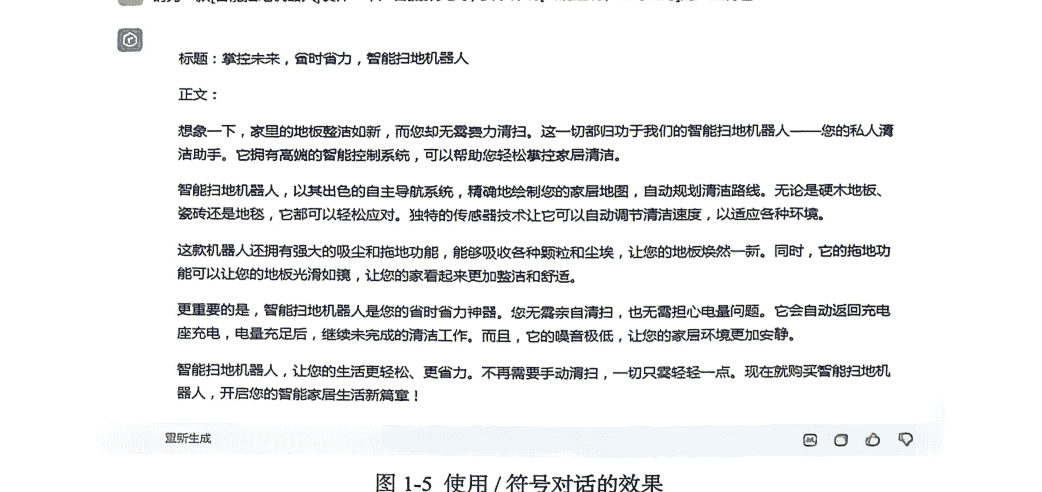 标题：掌控未来，省时省力，智能扫地机器人
正文：
想象一下，家里的地板整洁如新，而您却无需费力清扫。这一切都归功于我们的智能扫地机器人——您的私人清
洁助手。它拥有高端的智能控制系统，可以帮助您轻松掌控家居清洁。
智能扫地机器人，以其出色的自主导航系统，精确地绘制您的家居地图，自动规划清洁路线。无论是硬木地板、
瓷砖还是地毯，它都可以轻松应对。独特的传感器技术让它可以自动调节清洁速度，以适应各种环境。
这款机器人还拥有强大的吸尘和拖地功能，能够吸收各种颗粒和尘埃，让您的地板焕然一新。同时，它的拖地功
能可以让您的地板光滑如镜，让您的家看起来更加整洁和舒适。
更重要的是，智能扫地机器人是您的省时省力神器。您无需亲自清扫，也无需担心电量问题。它会自动返回充电
座充电，电量充足后，继续未完成的清洁工作。而且，它的噪音极低，让您的家居环境更加安静。
智能扫地机器人，让您的生活更轻松、更省力。不再需要手动清扫，一切只需轻轻一点。现在就购买智能扫地机
器人，开启您的智能家居生活新篇章！
重新生成
图 1-5 使用 / 符号对话的效果